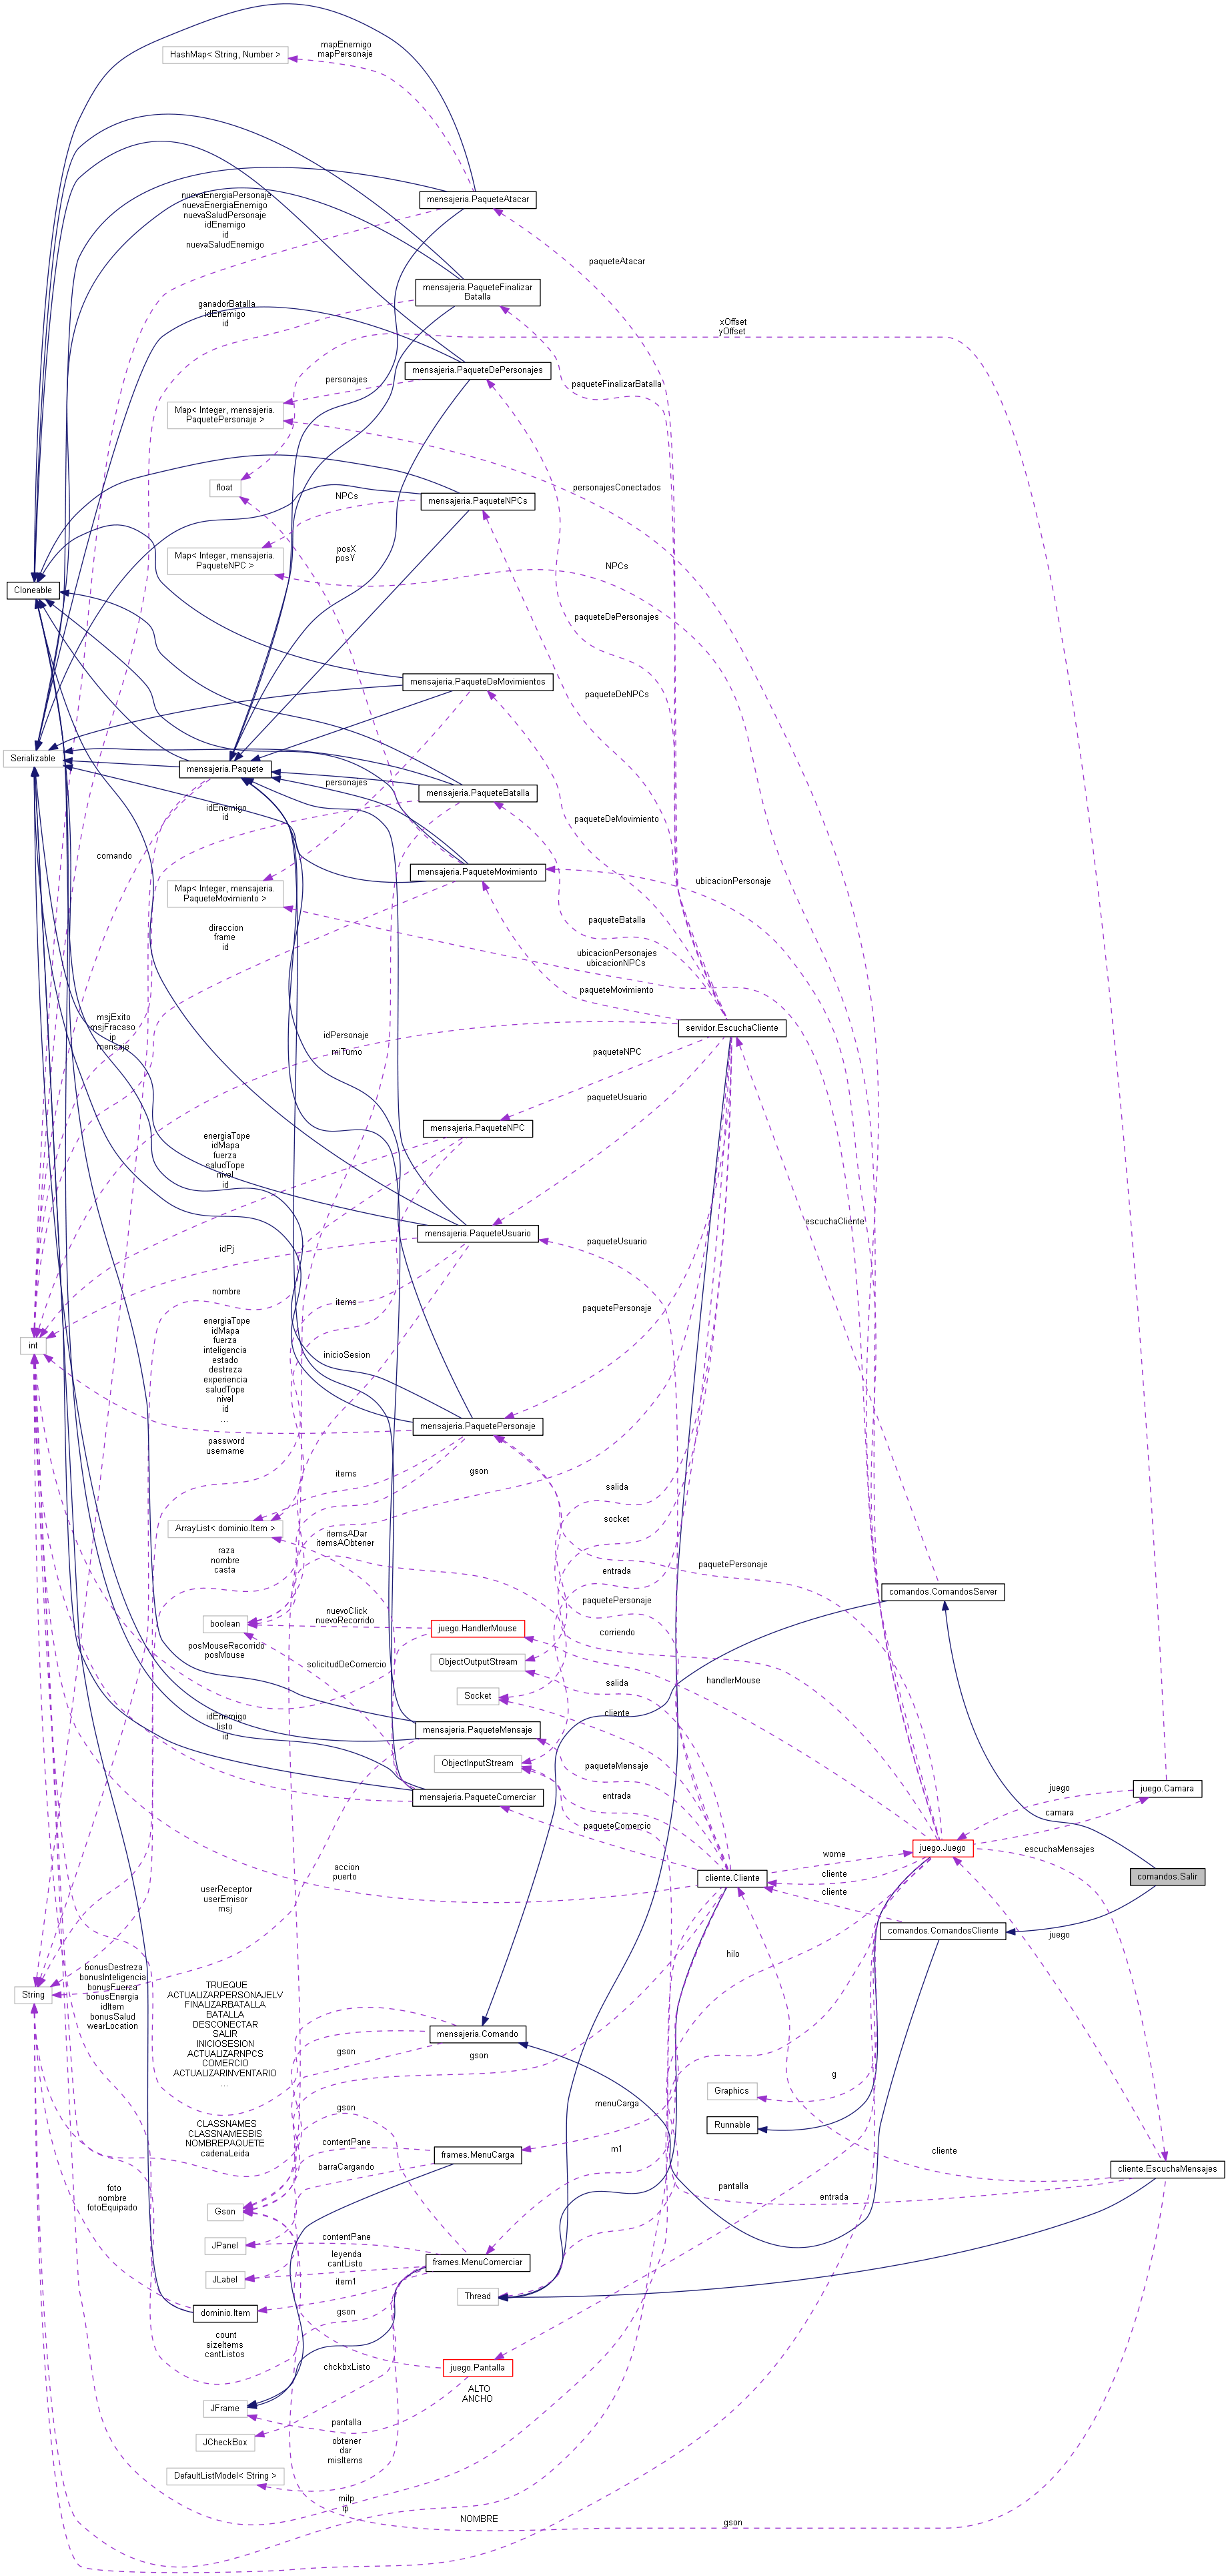 mapEnemigo
mapPersonaje
HashMap< String, Number >
mensajeria.PaqueteAtacar
nuevaEnergiaPersonaje
nuevaEnergiaEnemigo
nuevaSaludPersonaje
idEnemigo
id
nuevaSaludEnemigo
paqueteAtacar
mensajeria.PaqueteFinalizar
Batalla
ganadorBatalla
idEnemigo
id
xOffset
yOffset
mensajeria.PaqueteDePersonajes
personajes
paqueteFinalizarBatalla
Map< Integer, mensajeria.
PaquetePersonaje >
float
personajesConectados
NPCs
mensajeria.PaqueteNPCs
posX
posY
Map< Integer, mensajeria.
PaqueteNPC >
NPCs
Cloneable
paqueteDePersonajes
mensajeria.PaqueteDeMovimientos
paqueteDeNPCs
Serializable
mensajeria.Paquete
personajes
mensajeria.PaqueteBatalla
idEnemigo
id
paqueteDeMovimiento
comando
mensajeria.PaqueteMovimiento
ubicacionPersonaje
Map< Integer, mensajeria.
PaqueteMovimiento >
direccion
frame
id
paqueteBatalla
ubicacionPersonajes
ubicacionNPCs
paqueteMovimiento
msjExito
msjFracaso
ip
mensaje
servidor.EscuchaCliente
idPersonaje
miTurno
paqueteNPC
paqueteUsuario
mensajeria.PaqueteNPC
energiaTope
idMapa
fuerza
saludTope
nivel
id
escuchaCliente
mensajeria.PaqueteUsuario
paqueteUsuario
idPj
nombre
items
paquetePersonaje
int
energiaTope
idMapa
fuerza
inteligencia
estado
destreza
experiencia
saludTope
nivel
id
...
inicioSesion
mensajeria.PaquetePersonaje
password
username
items
gson
salida
socket
ArrayList< dominio.Item >
itemsADar
itemsAObtener
raza
nombre
casta
entrada
paquetePersonaje
paquetePersonaje
comandos.ComandosServer
boolean
nuevoClick
nuevoRecorrido
juego.HandlerMouse
corriendo
posMouseRecorrido
posMouse
solicitudDeComercio
ObjectOutputStream
handlerMouse
Socket
salida
cliente
idEnemigo
listo
id
mensajeria.PaqueteMensaje
ObjectInputStream
paqueteMensaje
juego
juego.Camara
mensajeria.PaqueteComerciar
entrada
camara
paqueteComercio
juego.Juego
escuchaMensajes
wome
accion
puerto
cliente.Cliente
cliente
comandos.Salir
userReceptor
userEmisor
msj
cliente
comandos.ComandosCliente
juego
hilo
String
bonusDestreza
bonusInteligencia
bonusFuerza
bonusEnergia
idItem
bonusSalud
wearLocation
TRUEQUE
ACTUALIZARPERSONAJELV
FINALIZARBATALLA
BATALLA
DESCONECTAR
SALIR
INICIOSESION
ACTUALIZARNPCS
COMERCIO
ACTUALIZARINVENTARIO
...
mensajeria.Comando
gson
gson
g
Graphics
menuCarga
Runnable
CLASSNAMES
CLASSNAMESBIS
NOMBREPAQUETE
cadenaLeida
gson
contentPane
frames.MenuCarga
m1
cliente
barraCargando
cliente.EscuchaMensajes
pantalla
entrada
foto
nombre
fotoEquipado
Gson
contentPane
JPanel
leyenda
cantListo
frames.MenuComerciar
JLabel
item1
Thread
dominio.Item
gson
count
sizeItems
cantListos
chckbxListo
juego.Pantalla
ALTO
ANCHO
JFrame
pantalla
JCheckBox
obtener
dar
misItems
DefaultListModel< String >
miIp
ip
NOMBRE
gson